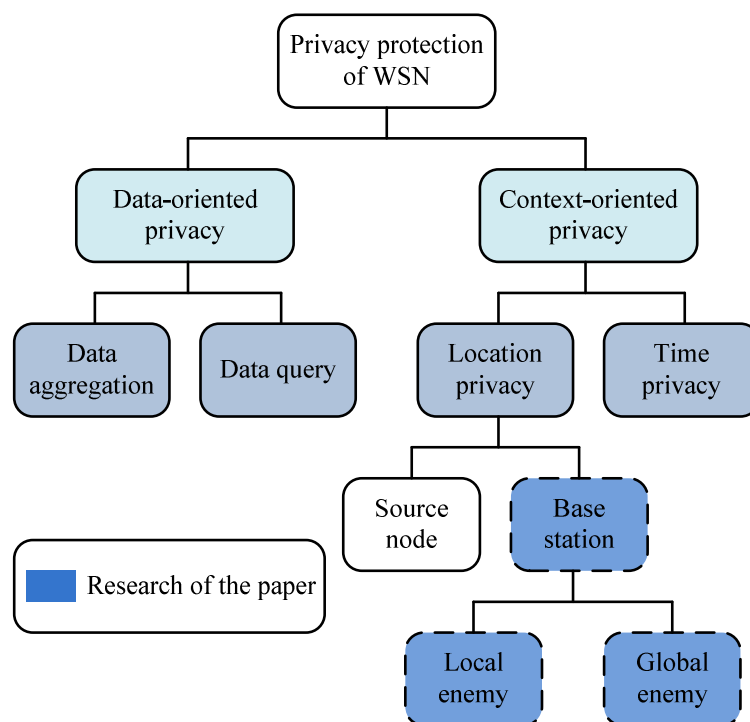 Privacy protection
of WSN
Data-oriented
privacy
Context-oriented
privacy
Data
aggregation
Data query
Location
privacy
Time
privacy
Source
node
Base
station
Research of the paper
Local
enemy
Global
enemy